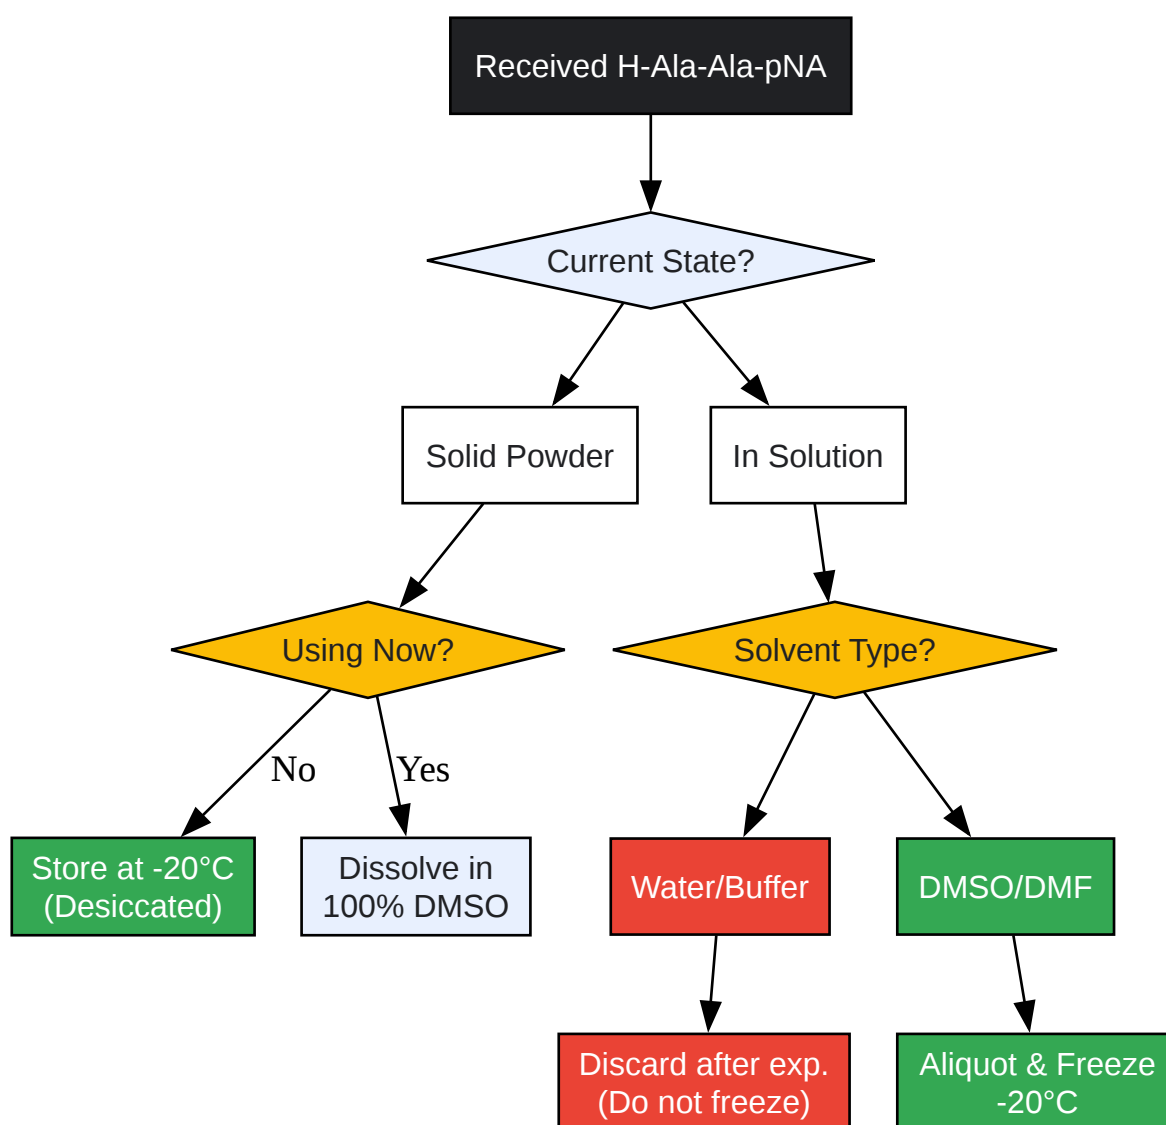 Received H-Ala-Ala-pNA
Current State?
Solid Powder
In Solution
Using Now?
Solvent Type?
No
Yes
Store at -20°C
(Desiccated)
Dissolve in
100% DMSO
Water/Buffer
DMSO/DMF
Discard after exp.
(Do not freeze)
Aliquot & Freeze
-20°C